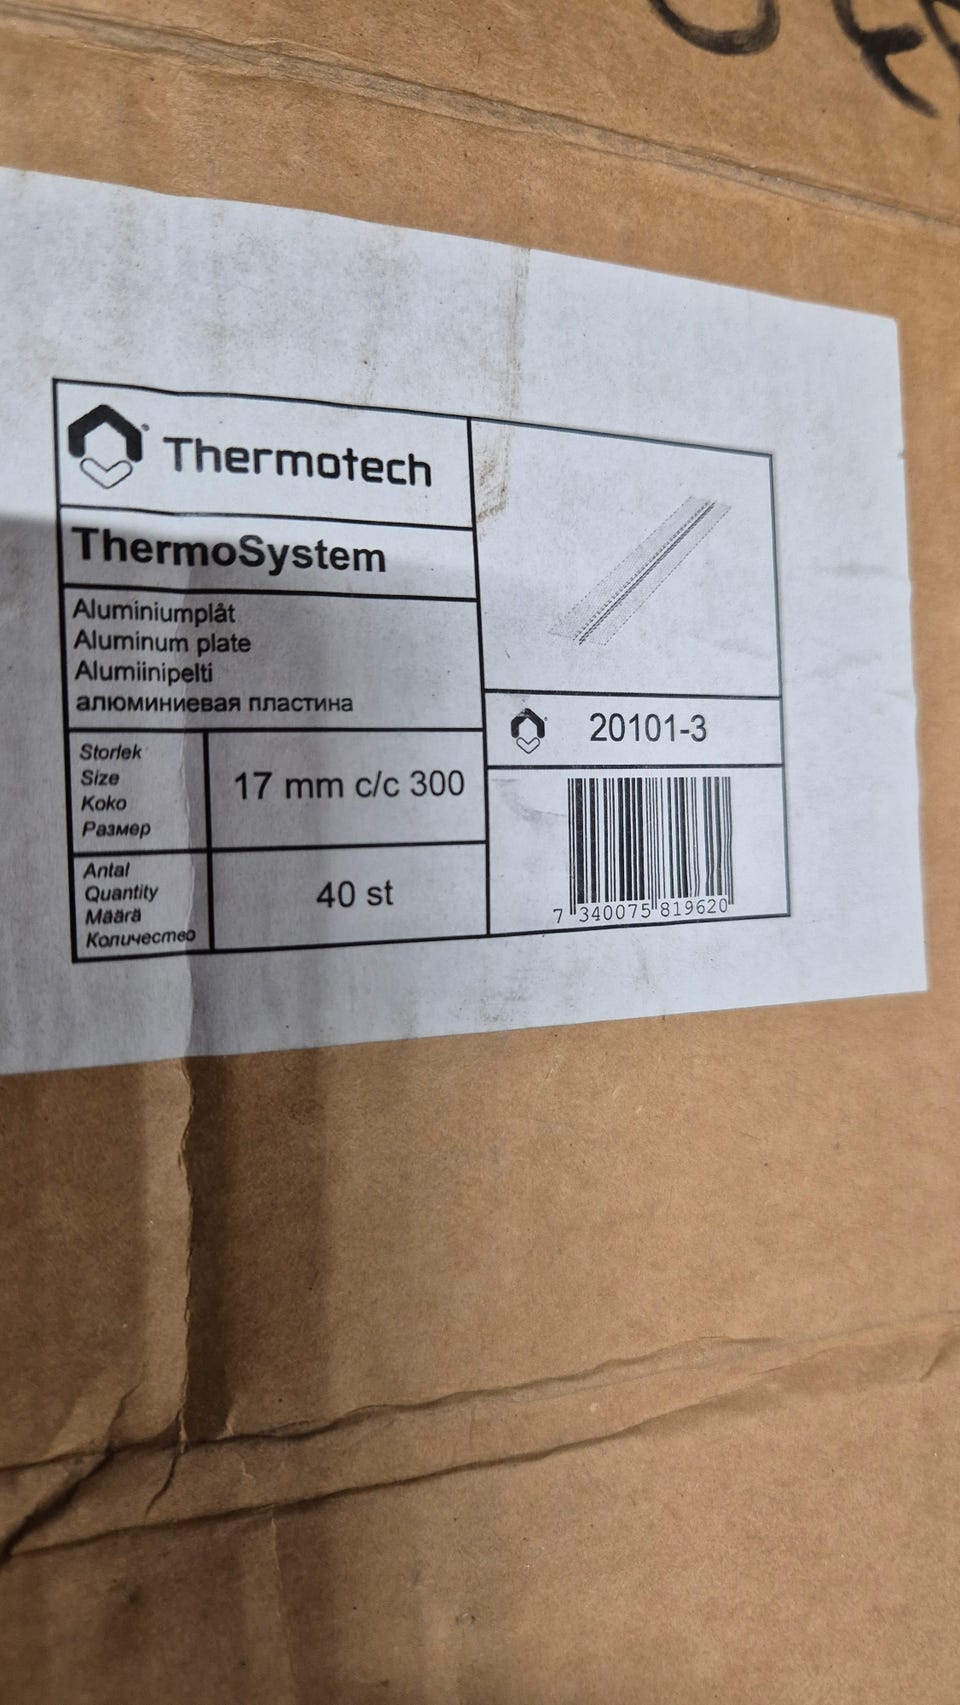 Thermotech
ThermoSystem
Aluminiumplåt
Aluminum plate
Alumiinipelti
алюминиевая пластина
Storlek
Size
Koko
Размер
17 mm c/c 300
Antal
Quantity
Määrä
Количество
40 st
20101-3
7 340075 819620